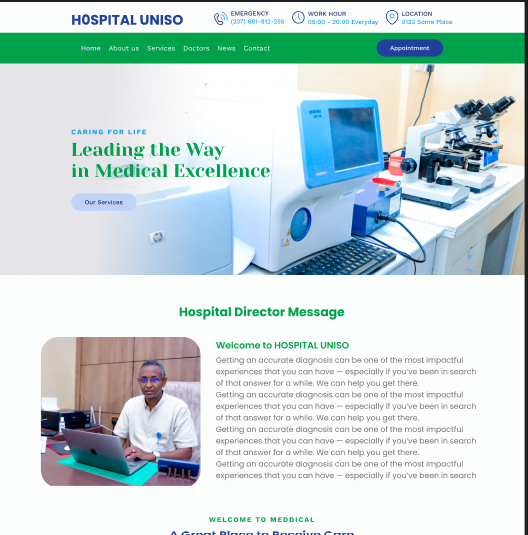 HOSPITAL UNISO
EMERGENCY
(237) 681-812-255
WORK HOUR
09:00 - 20:00 Everyday
LOCATION
0123 Some Place
Home About us Services Doctors News Contact
Appointment
CARING FOR LIFE
Leading the Way
in Medical Excellence
Our Services
Hospital Director Message
Welcome to HOSPITAL UNISO
Getting an accurate diagnosis can be one of the most impactful
experiences that you can have — especially if you’ve been in search
of that answer for a while. We can help you get there.
Getting an accurate diagnosis can be one of the most impactful
experiences that you can have — especially if you’ve been in search
of that answer for a while. We can help you get there.
Getting an accurate diagnosis can be one of the most impactful
experiences that you can have — especially if you’ve been in search
of that answer for a while. We can help you get there.
Getting an accurate diagnosis can be one of the most impactful
experiences that you can have — especially if you’ve been in search
WELCOME TO MEDDICAL
A Great Place to Receive Care